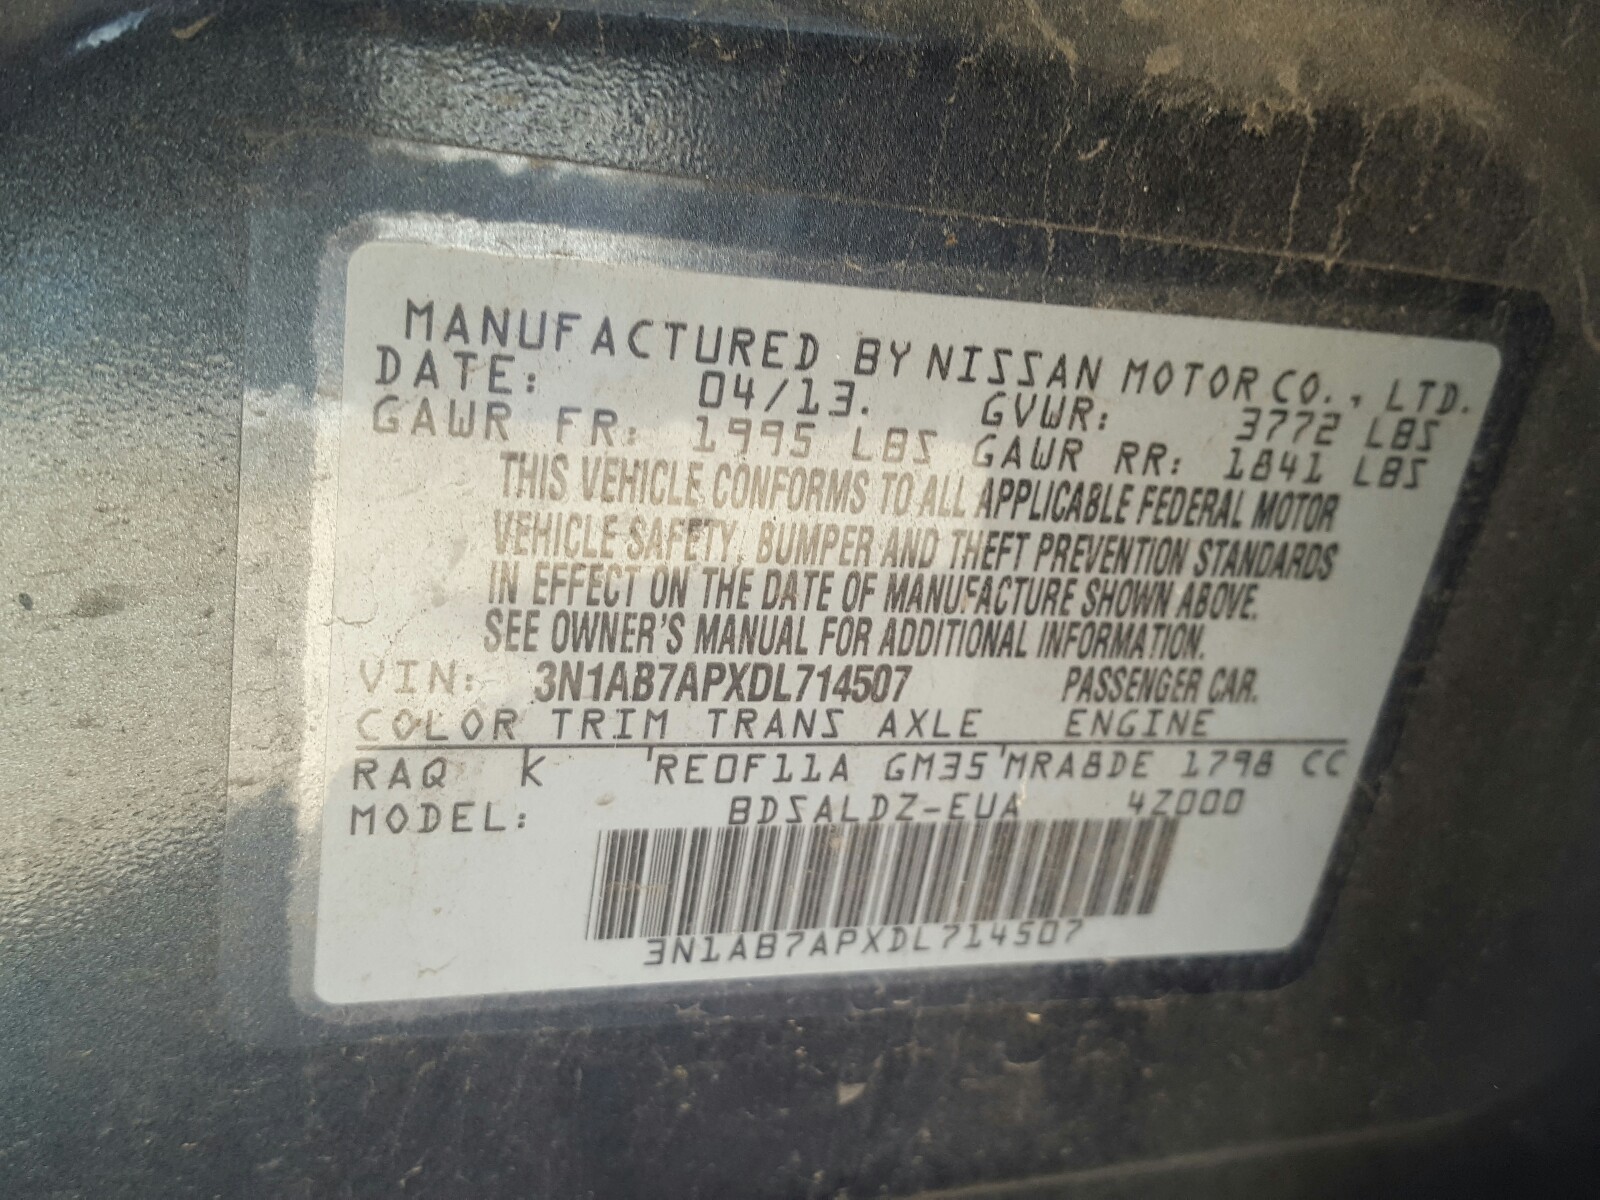 MANUFACTURED BY NISSAN MOTOR CO., LTD.
DATE: 04/13. GVWR: 3772 LBS
GAWR FR: 1995 LBS GAWR RR: 1841 LBS
THIS VEHICLE CONFORMS TO ALL APPLICABLE FEDERAL MOTOR
VEHICLE SAFETY, BUMPER AND THEFT PREVENTION STANDARDS
IN EFFECT ON THE DATE OF MANUFACTURE SHOWN ABOVE.
SEE OWNER'S MANUAL FOR ADDITIONAL INFORMATION.
VIN: 3N1AB7APXDL714507 PASSENGER CAR.
COLOR TRIM TRANS AXLE ENGINE
RAQ K 'RE0F11A GM35'MRA8DE 1798 CC
MODEL: BDSALDZ-EUA 4Z000
3N1AB7APXDL714507